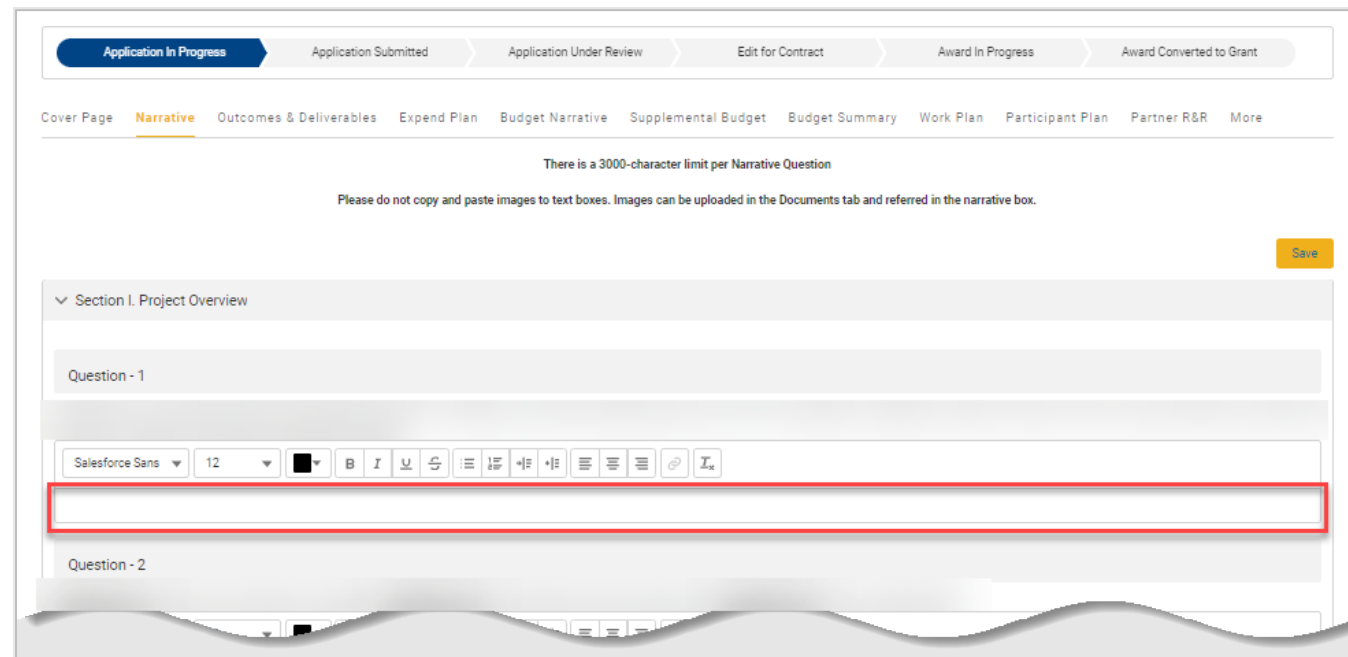 Application In Progress Application Submitted Application Under Review Edit for Contract Award In Progress Award Converted to Grant
Cover Page Narrative Outcomes & Deliverables Expend Plan Budget Narrative Supplemental Budget Budget Summary Work Plan Participant Plan Partner R&R More
There is a 3000-character limit per Narrative Question
Please do not copy and paste images to text boxes. Images can be uploaded in the Documents tab and referred in the narrative box.
Save
Section I. Project Overview
Question - 1
Salesforce Sans 12 B I U S
Question - 2